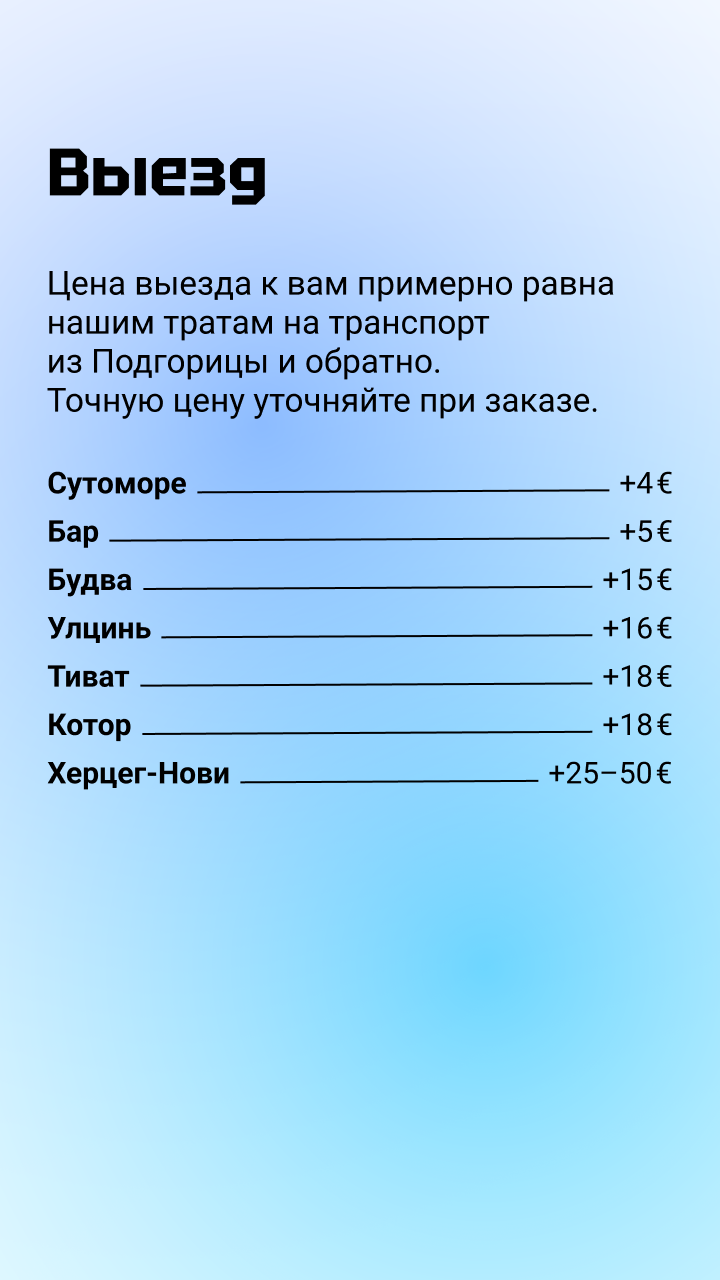 Выезд
Цена выезда к вам примерно равна
нашим тратам на транспорт
из Подгорицы и обратно.
Точную цену уточняйте при заказе.
Сутоморе +4 €
Бар +5 €
Будва +15 €
Улцинь +16 €
Тиват +18 €
Котор +18 €
Херцег-Нови +25–50 €